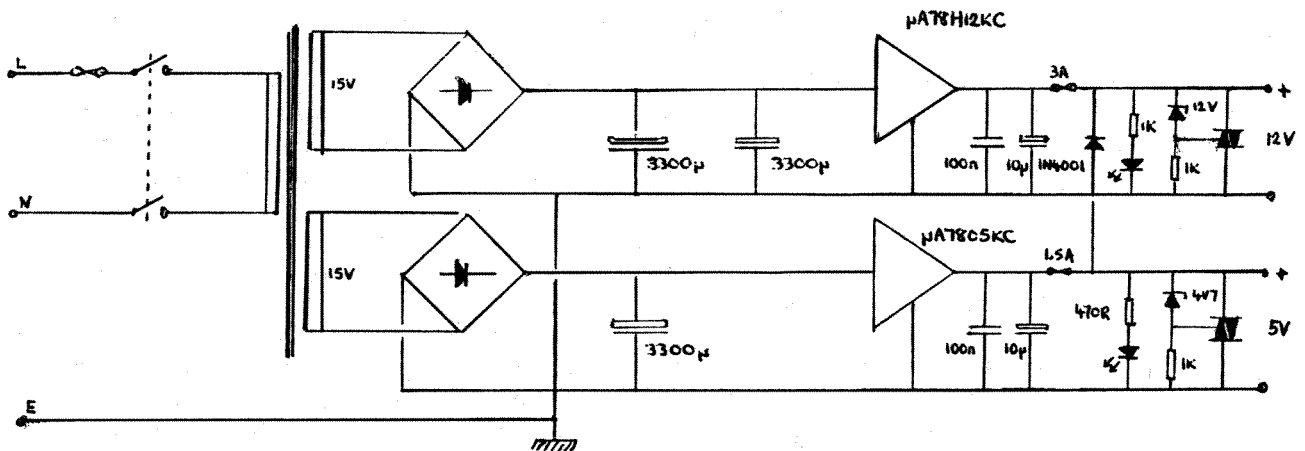 L
N
E
15V
3300µ
3300µ
µA78H12KC
100n
10µ
3A
1N4001
1K
12V
1K
+
12V
15V
3300µ
µA7805KC
100n
10µ
1.5A
470R
4V7
1K
+
5V